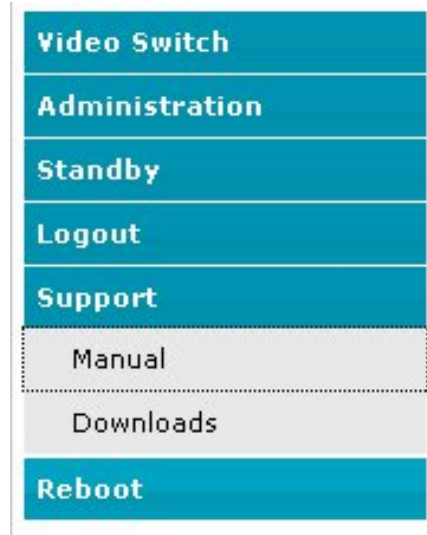 Video Switch
Administration
Standby
Logout
Support
Manual
Downloads
Reboot